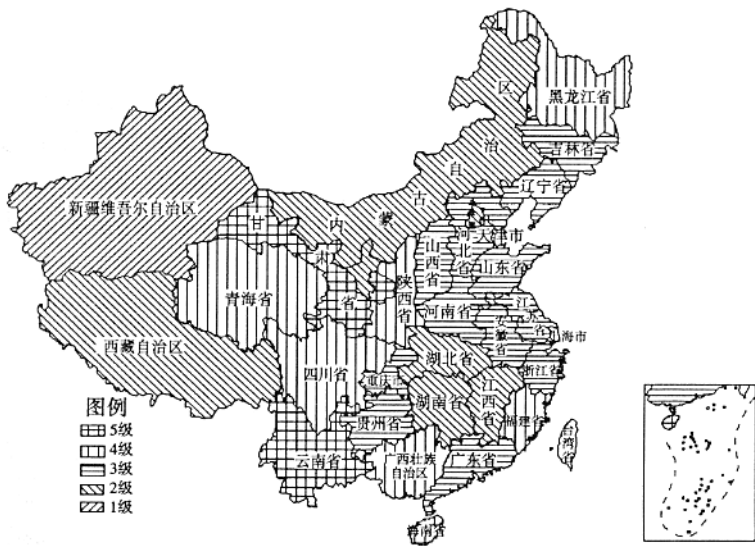 黑龙江省
吉林省
辽宁省
内
蒙
古
自
治
区
新疆维吾尔自治区
甘
肃
省
天津市
河
北
省
山
西
省
山东省
陕
西
省
青海省
河南省
江
苏
省
安
徽
省
海市
西藏自治区
四川省
湖北省
重庆市
浙江省
湖南省
江
西
省
贵州省
福建省
台
湾
省
云南省
广西壮族
自治区
广东省
海南省
图例
5级
4级
3级
2级
1级